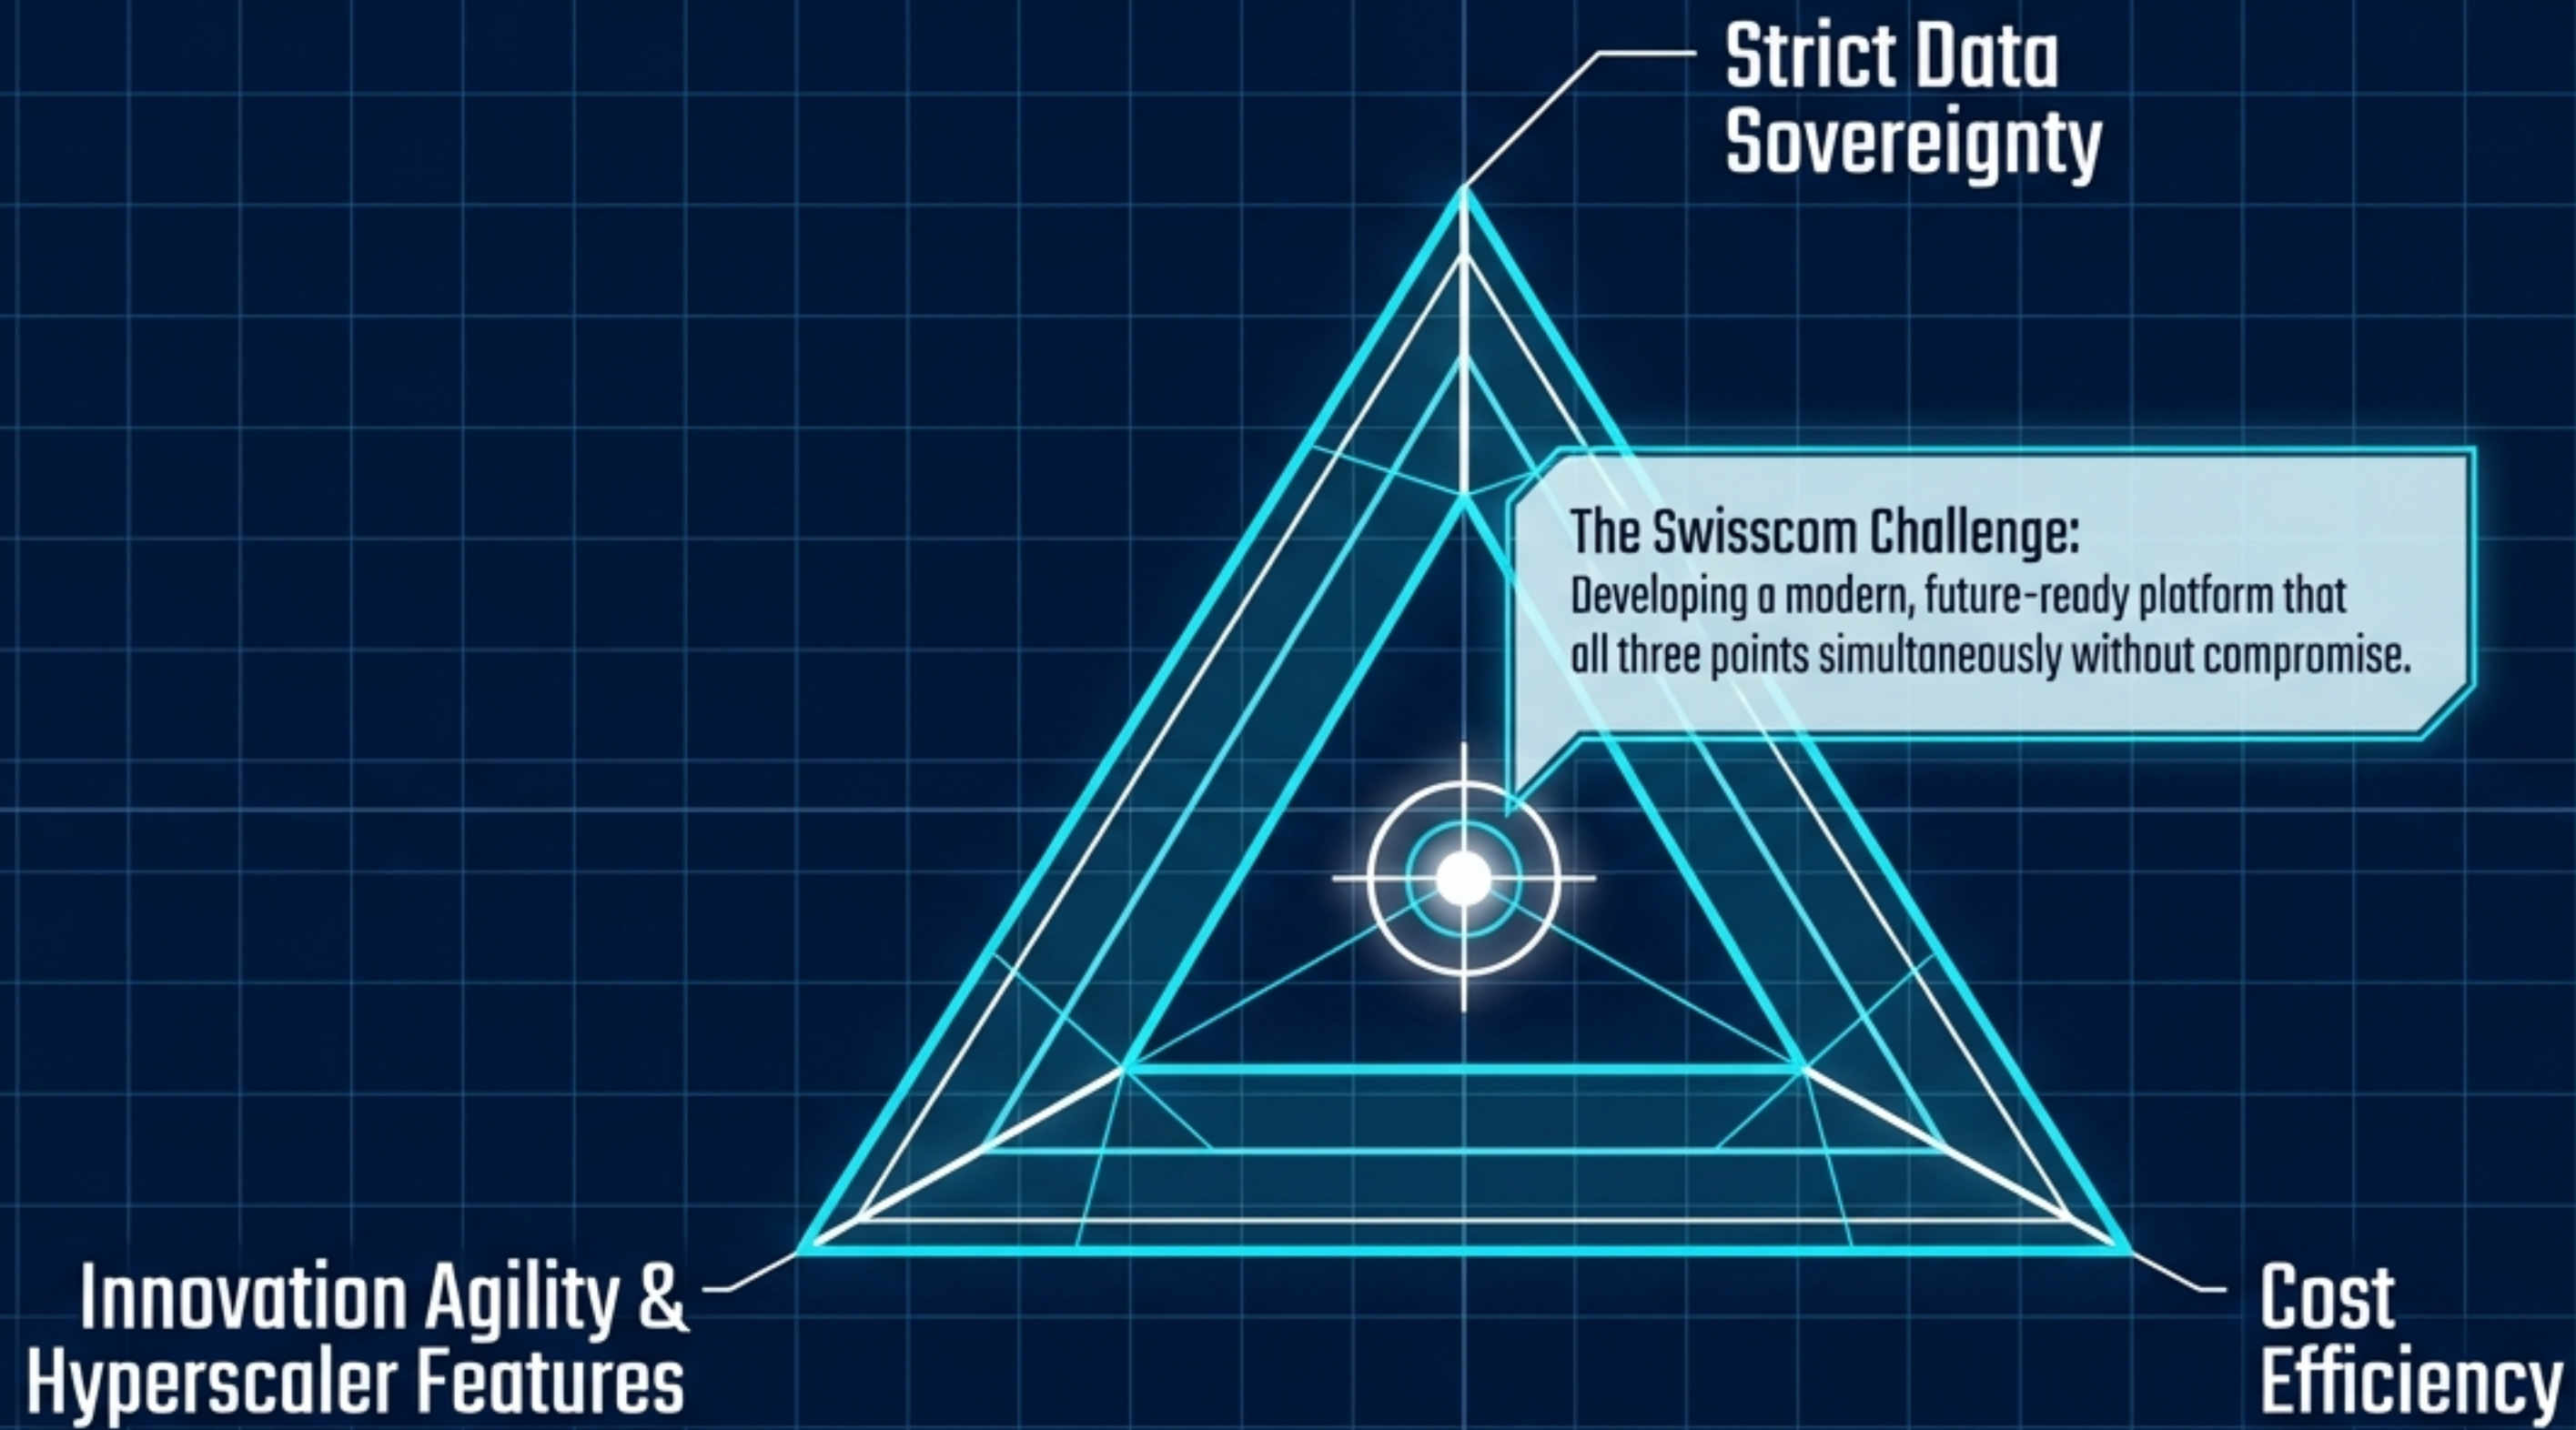 Strict Data
Sovereignty
The Swisscom Challenge:
Developing a modern, future-ready platform that
all three points simultaneously without compromise.
Innovation Agility &
Hyperscaler Features
Cost
Efficiency